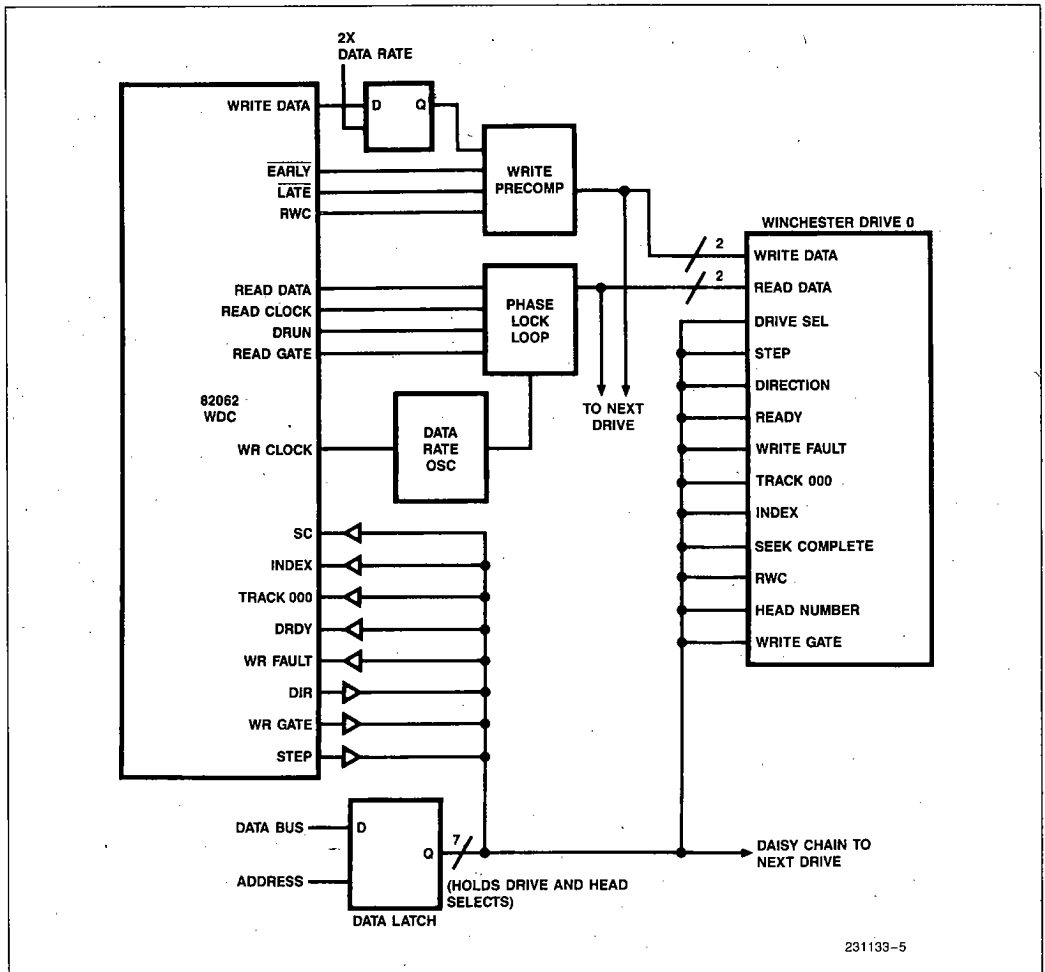 2X
DATA RATE
WRITE DATA
D
Q
EARLY
LATE
RWC
WRITE
PRECOMP
WINCHESTER DRIVE 0
2
WRITE DATA
2
READ DATA
READ DATA
READ CLOCK
DRUN
READ GATE
PHASE
LOCK
LOOP
DRIVE SEL
STEP
DIRECTION
READY
WRITE FAULT
TRACK 000
INDEX
SEEK COMPLETE
RWC
HEAD NUMBER
WRITE GATE
TO NEXT
DRIVE
82062
WDC
WR CLOCK
DATA
RATE
OSC
SC
INDEX
TRACK 000
DRDY
WR FAULT
DIR
WR GATE
STEP
DATA BUS
D
Q
7
ADDRESS
(HOLDS DRIVE AND HEAD
SELECTS)
DATA LATCH
DAISY CHAIN TO
NEXT DRIVE
231133-5